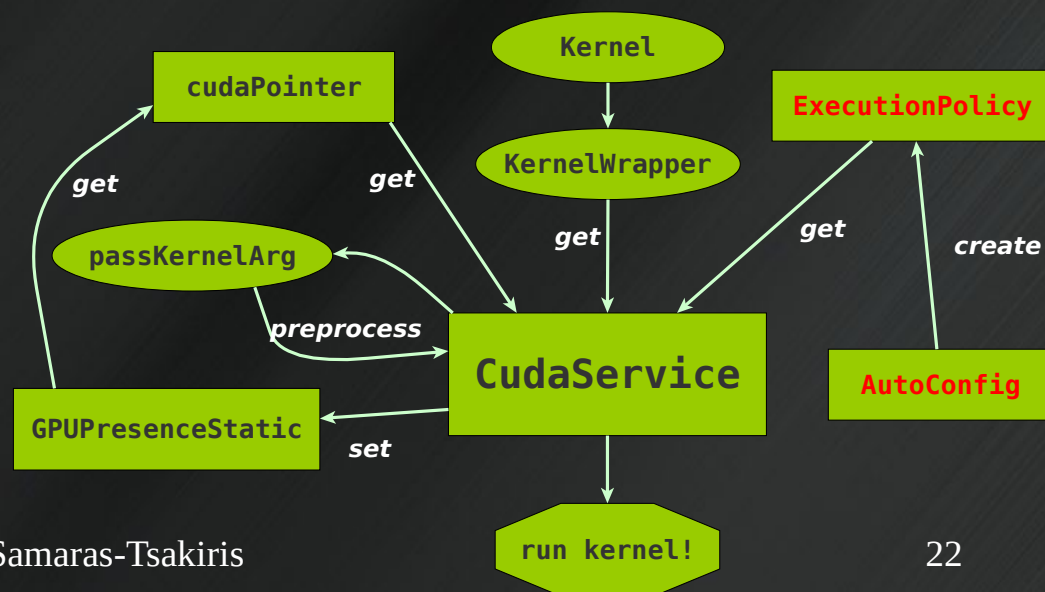 Kernel
cudaPointer
ExecutionPolicy
KernelWrapper
get
get
get
get
create
passKernelArg
preprocess
CudaService
AutoConfig
GPUPresenceStatic
set
run kernel!
Samaras-Tsakiris
22